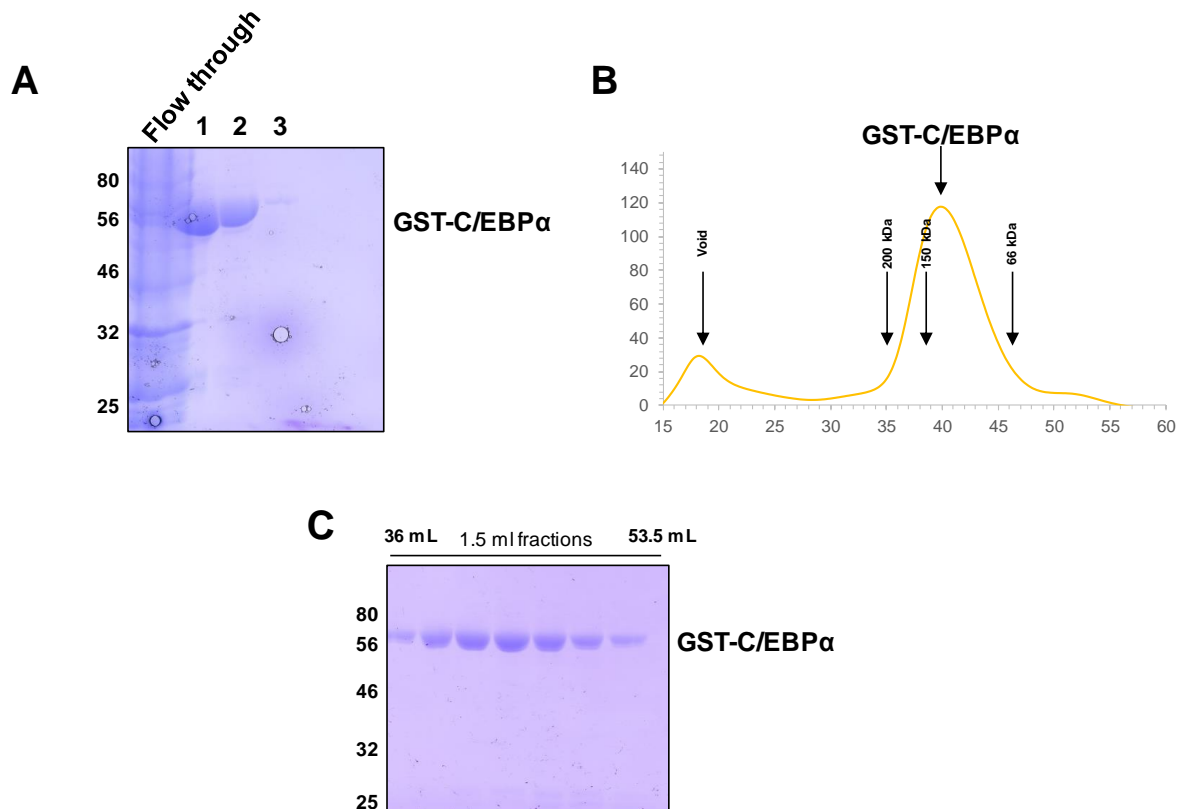 A
Flow through
1 2 3
80
56
46
32
25
GST-C/EBPα
B
GST-C/EBPα
140
120
100
80
60
40
20
0
Void
200 kDa
150 kDa
66 kDa
15 20 25 30 35 40 45 50 55 60
C
36 mL 1.5 ml fractions 53.5 mL
80
56
46
32
25
GST-C/EBPα